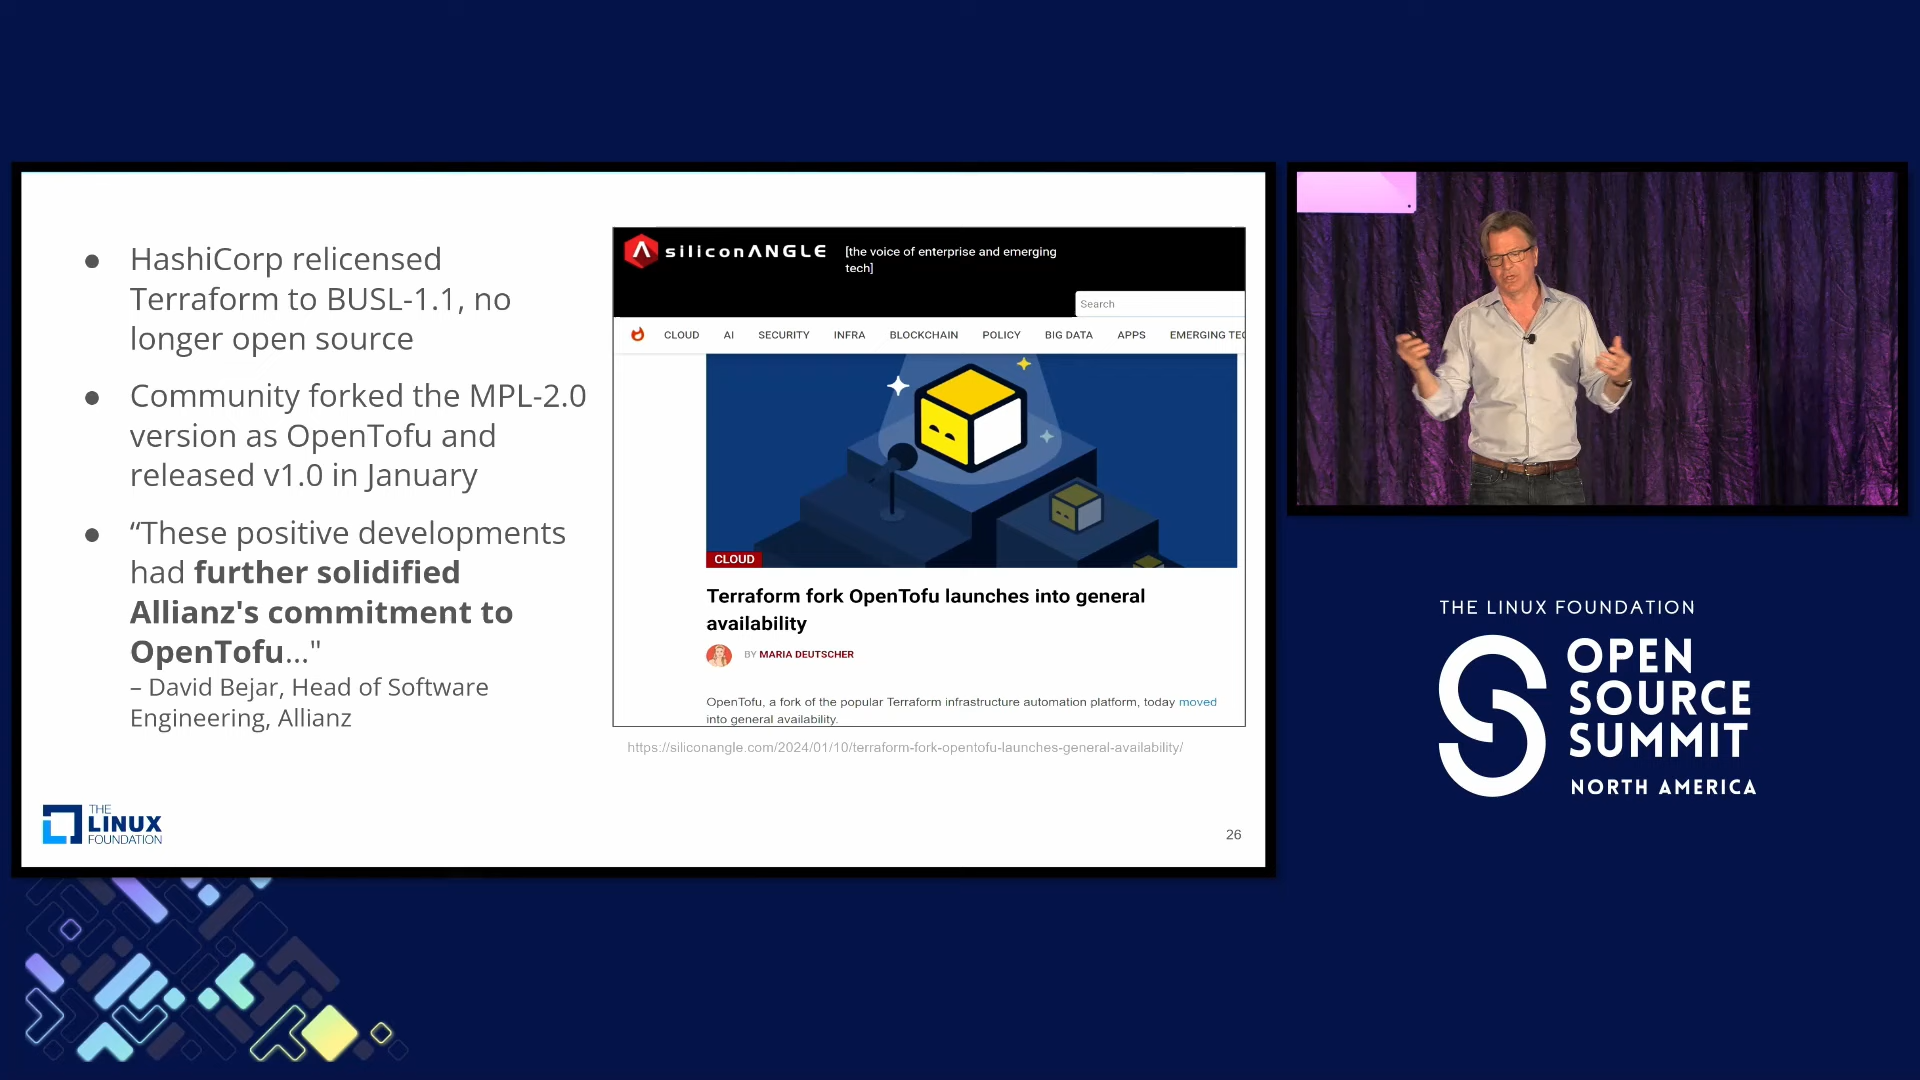 ● HashiCorp relicensed
Terraform to BUSL-1.1, no
longer open source
● Community forked the MPL-2.0
version as OpenTofu and
released v1.0 in January
● “These positive developments
had further solidified
Allianz's commitment to
OpenTofu..."
– David Bejar, Head of Software
Engineering, Allianz
siliconANGLE
[the voice of enterprise and emerging
tech]
Search
CLOUD AI SECURITY INFRA BLOCKCHAIN POLICY BIG DATA APPS EMERGING TEC
CLOUD
Terraform fork OpenTofu launches into general
availability
BY MARIA DEUTSCHER
OpenTofu, a fork of the popular Terraform infrastructure automation platform, today moved
into general availability.
https://siliconangle.com/2024/01/10/terraform-fork-opentofu-launches-general-availability/
THE
LINUX
FOUNDATION
26
THE LINUX FOUNDATION
OPEN
SOURCE
SUMMIT
NORTH AMERICA